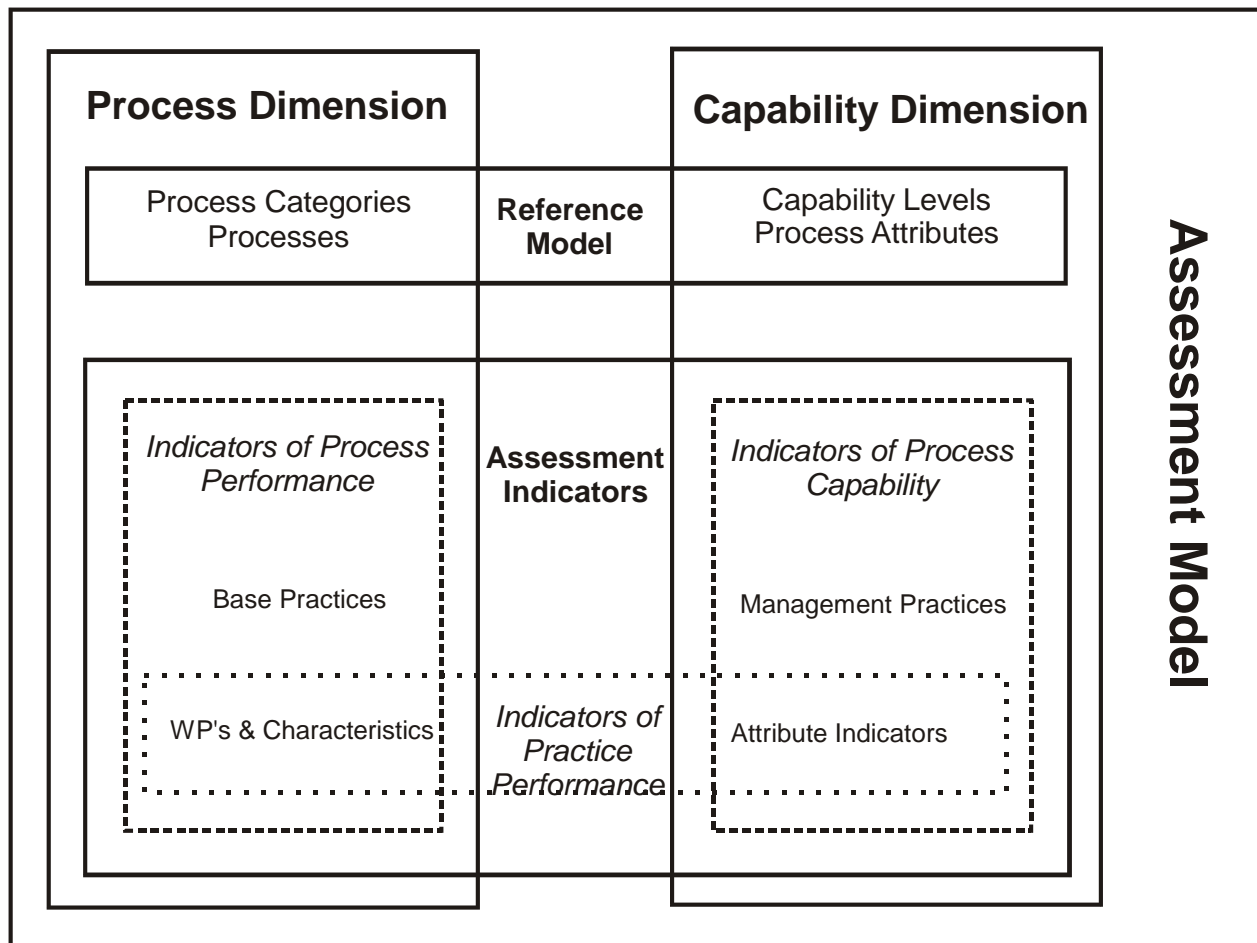 Process Dimension
Capability Dimension
Process Categories
Processes
Reference
Model
Capability Levels
Process Attributes
Indicators of Process
Performance
Assessment
Indicators
Indicators of Process
Capability
Base Practices
Management Practices
WP's & Characteristics
Indicators of
Practice
Performance
Attribute Indicators
Assessment Model